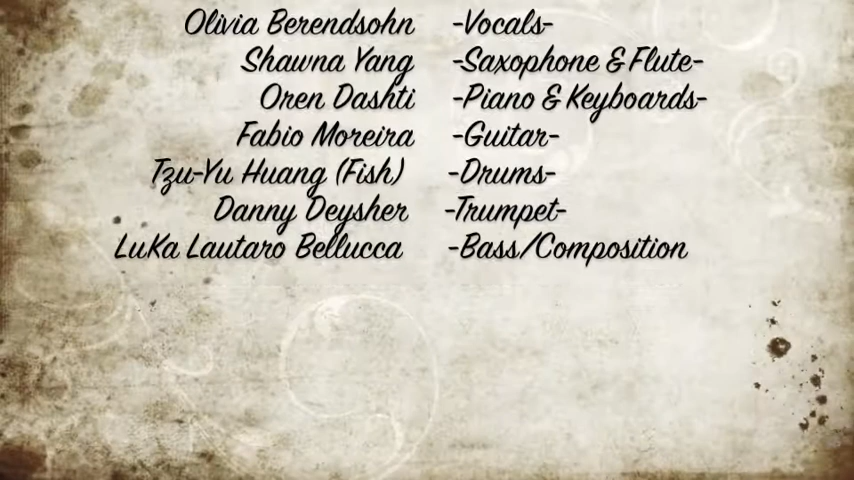 Olivia Berendsohn -Vocals-
Shawna Yang -Saxophone & Flute-
Oren Dashti -Piano & Keyboards-
Fabio Moreira -Guitar-
Tzu-Yu Huang (Fish) -Drums-
Danny Deysher -Trumpet-
LuKa Lautaro Bellucca -Bass/Composition